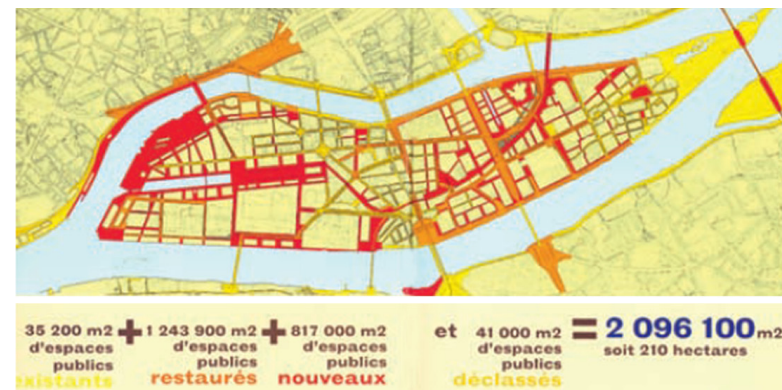 35 200 m2
d'espaces
publics
existants
+
1 243 900 m2
d'espaces
publics
restaurés
+
817 000 m2
d'espaces
publics
nouveaux
et
41 000 m2
d'espaces
publics
déclassés
= 2 096 100 m2
soit 210 hectares